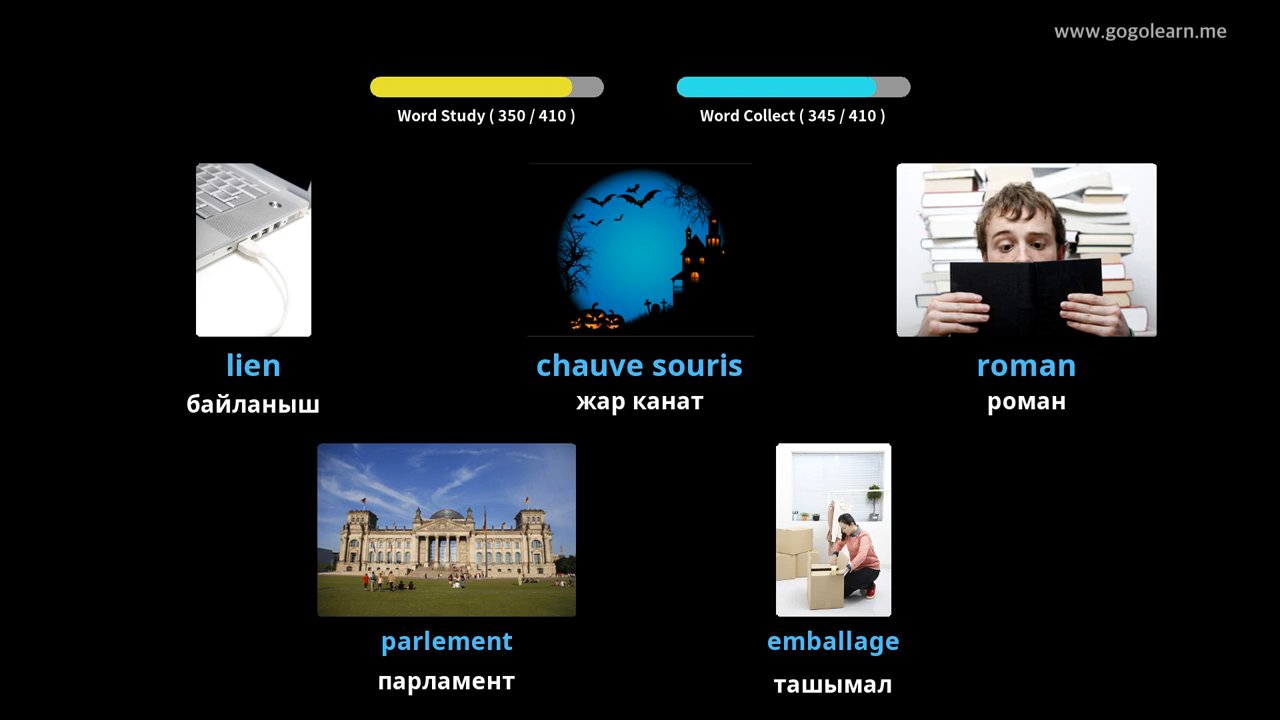 www.gogolearn.me
Word Study ( 350 / 410 )
Word Collect ( 345 / 410 )
lien
chauve souris
roman
байланыш
жар канат
роман
parlement
emballage
парламент
ташымал